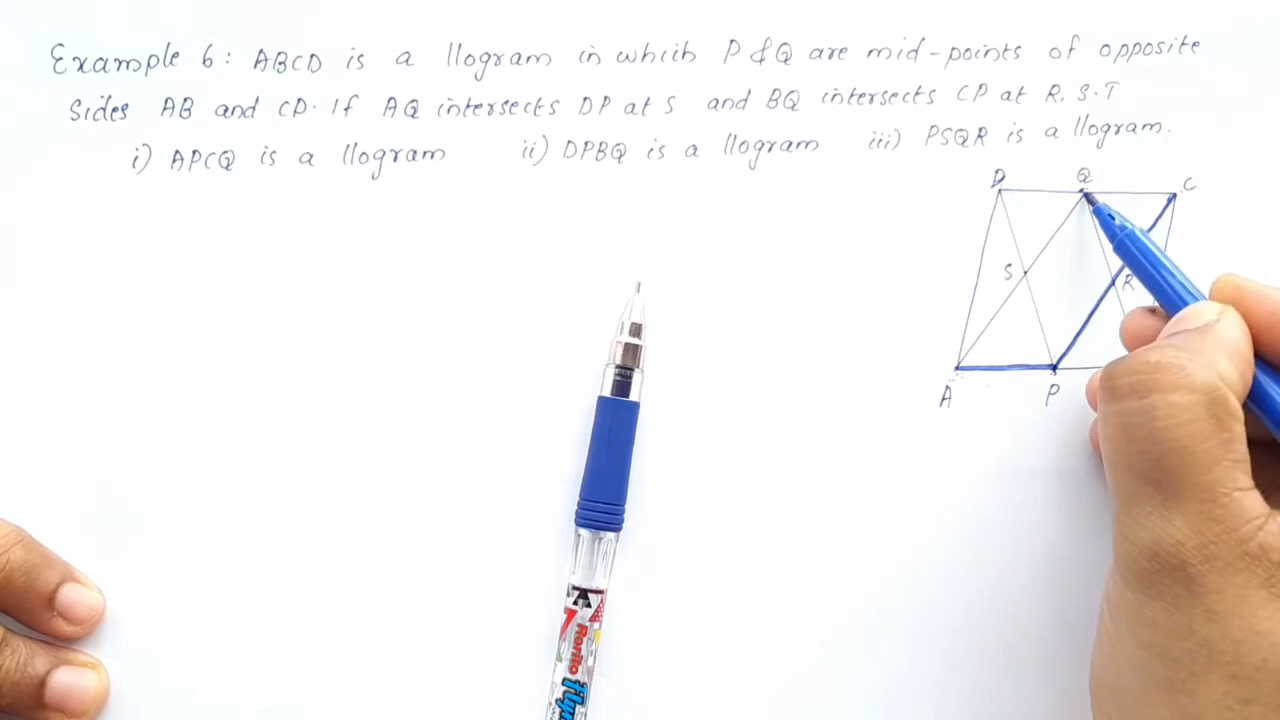 Example 6: ABCD is a llogram in which P & Q are mid-points of opposite
sides AB and CD. If AQ intersects DP at S and BQ intersects CP at R, S.T
i) APCQ is a llogram ii) DPBQ is a llogram iii) PSQR is a llogram.
D Q C
S R
A P
Rorito